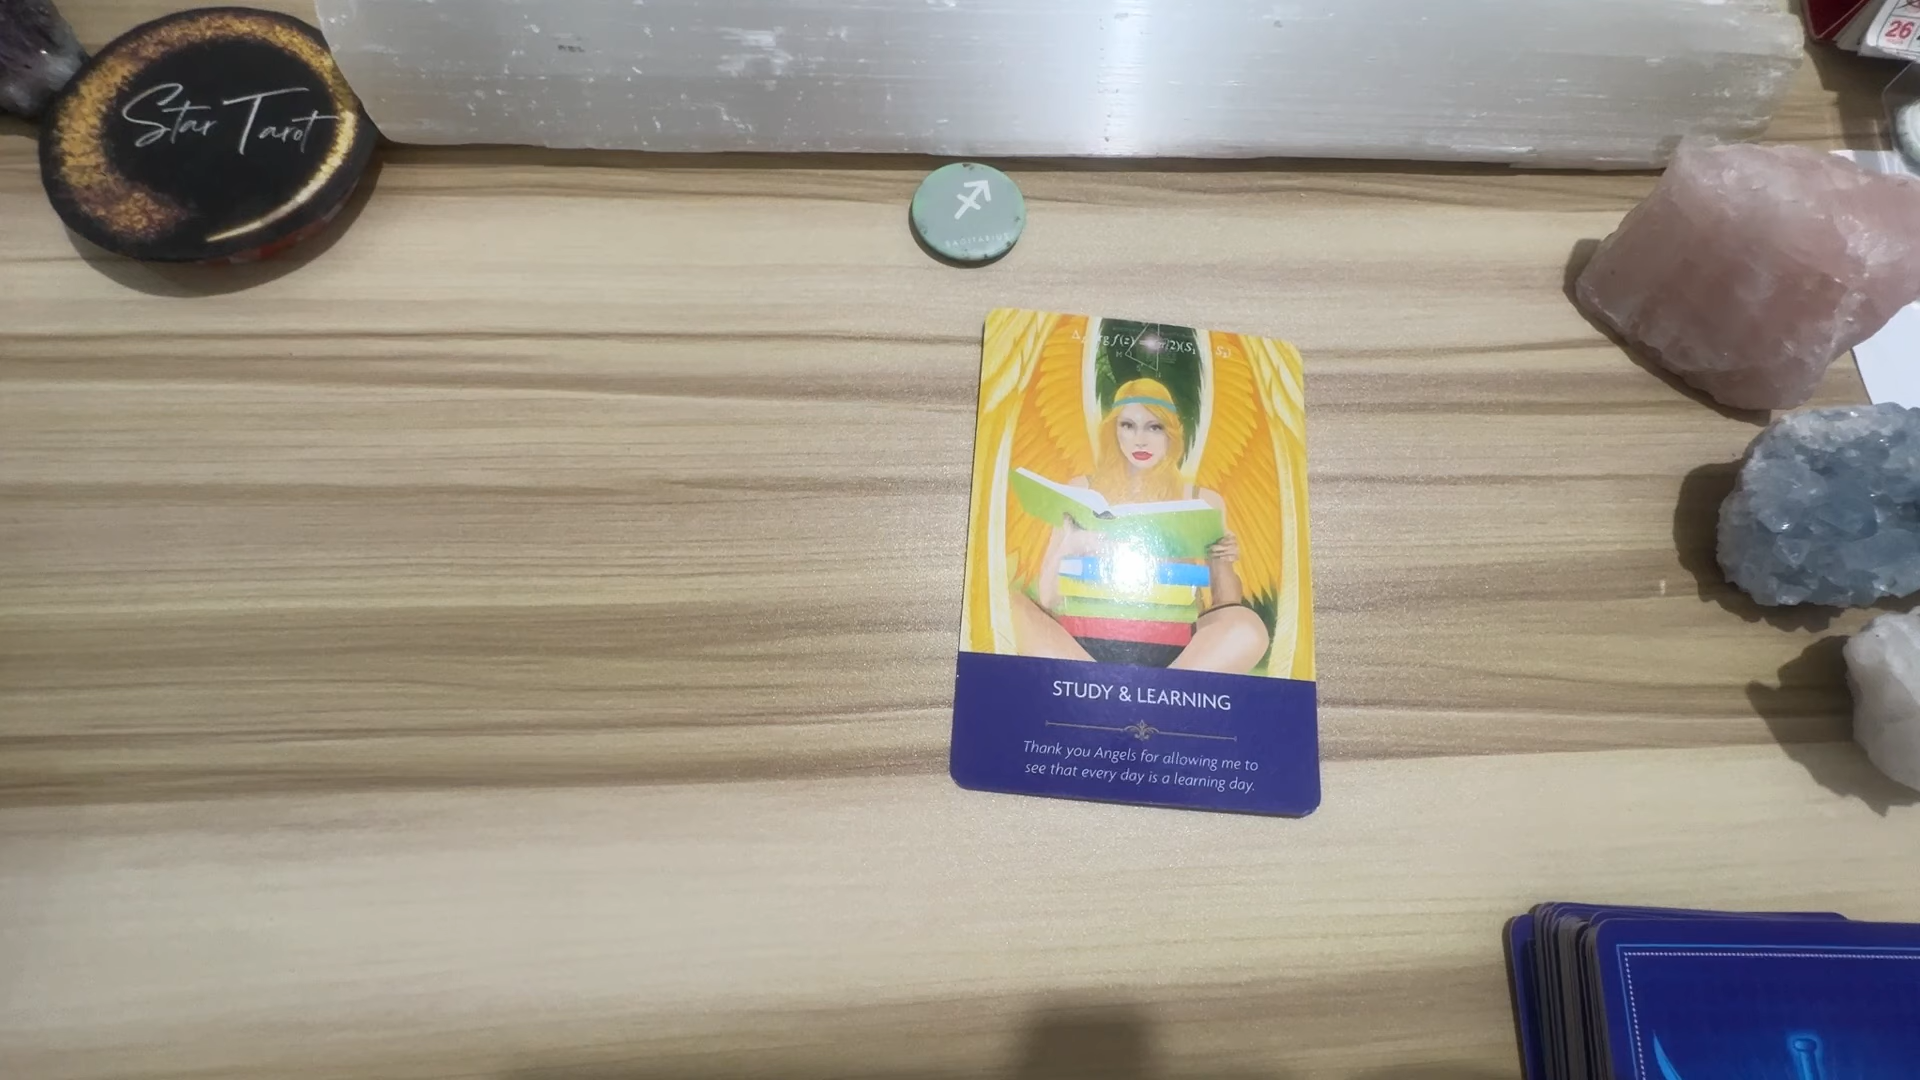 Star Tarot
26
SAGITARIUS
STUDY & LEARNING
Thank you Angels for allowing me to
see that every day is a learning day.